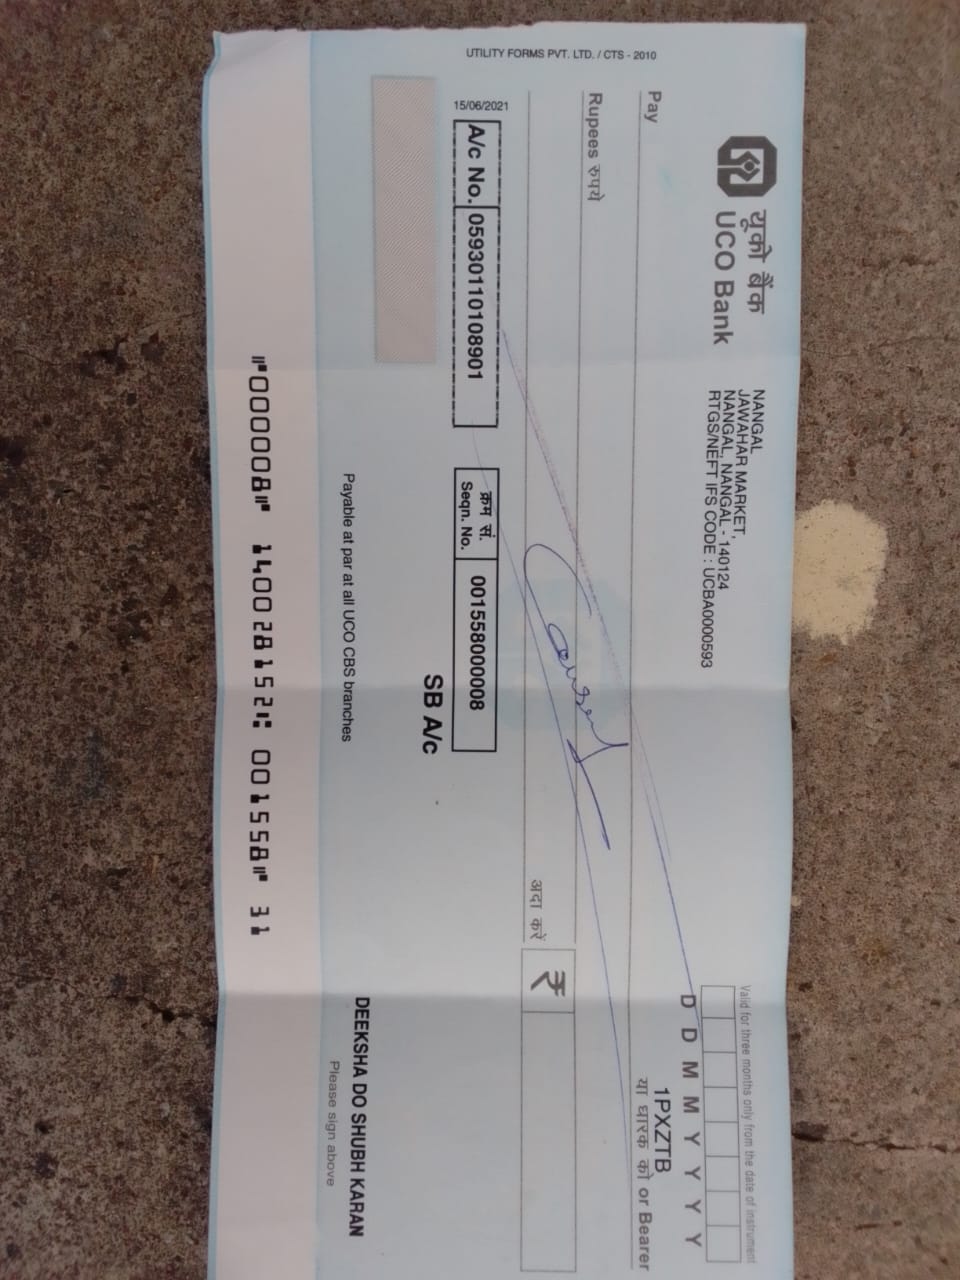 यूको बैंक
UCO Bank
NANGAL
JAWAHAR MARKET,
NANGAL, NANGAL - 140124
RTGS/NEFT IFS CODE : UCBA0000593
Valid for three months only from the date of instrument
D D M M Y Y Y Y
1PXZTB
Pay
या धारक को or Bearer
Rupees रुपये
अदा करें
₹
15/06/2021
A/c No. 05930110108901
क्रम सं.
Seqn. No.
001558000008
SB A/c
UTILITY FORMS PVT. LTD. / CTS - 2010
Payable at par at all UCO CBS branches
DEEKSHA DO SHUBH KARAN
Please sign above
⑈000008⑈ 140028152⑆ 001558⑈ 31